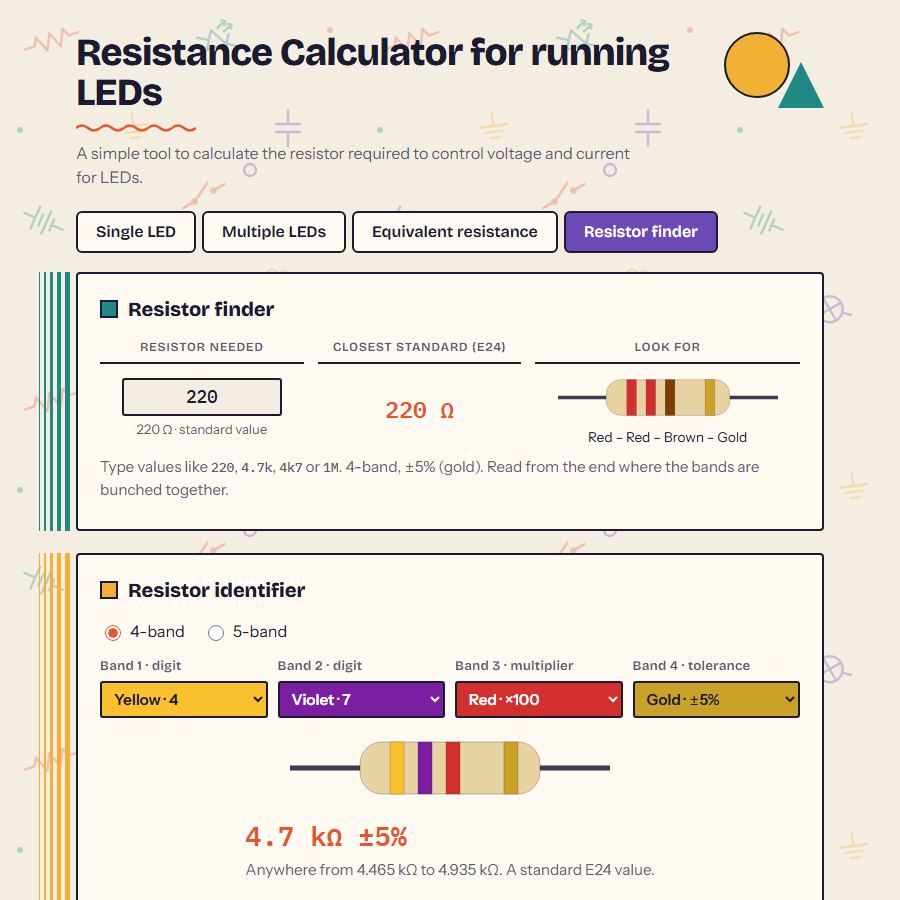 Resistance Calculator for running
LEDs
A simple tool to calculate the resistor required to control voltage and current
for LEDs.
Single LED
Multiple LEDs
Equivalent resistance
Resistor finder
Resistor finder
RESISTOR NEEDED
CLOSEST STANDARD (E24)
LOOK FOR
220
220 Ω · standard value
220 Ω
Red – Red – Brown – Gold
Type values like 220, 4.7k, 4k7 or 1M. 4-band, ±5% (gold). Read from the end where the bands are
bunched together.
Resistor identifier
4-band
5-band
Band 1 · digit
Band 2 · digit
Band 3 · multiplier
Band 4 · tolerance
Yellow · 4
Violet · 7
Red · ×100
Gold · ±5%
4.7 kΩ ±5%
Anywhere from 4.465 kΩ to 4.935 kΩ. A standard E24 value.